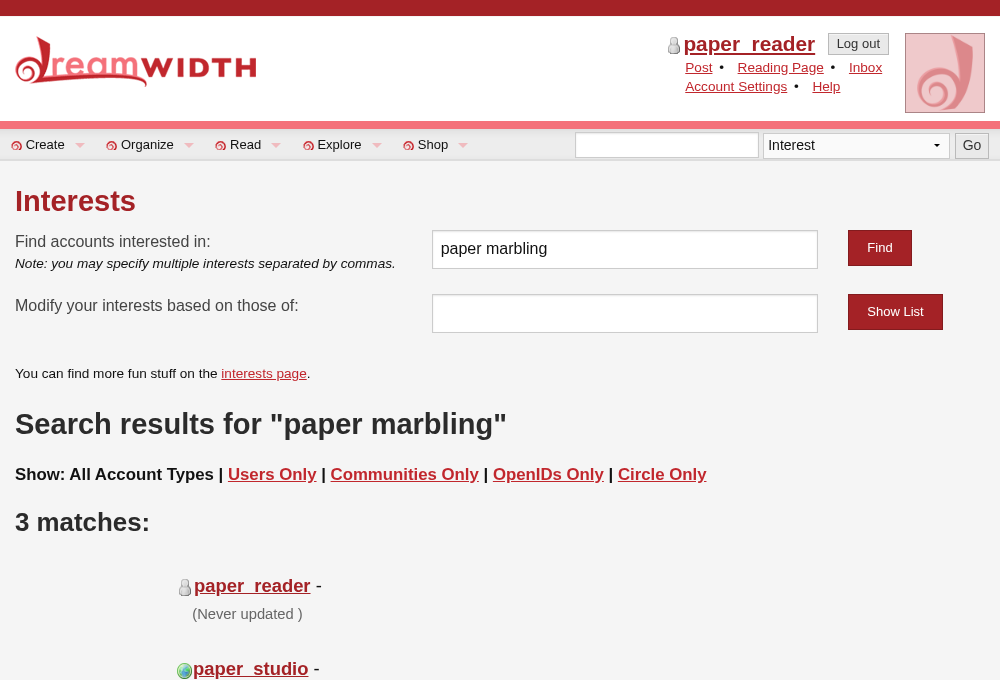 dreamWIDTH
paper_reader Log out
Post • Reading Page • Inbox
Account Settings • Help
Create Organize Read Explore Shop Interest Go
Interests
Find accounts interested in: paper marbling Find
Note: you may specify multiple interests separated by commas.
Modify your interests based on those of: Show List
You can find more fun stuff on the interests page.
Search results for "paper marbling"
Show: All Account Types | Users Only | Communities Only | OpenIDs Only | Circle Only
3 matches:
paper_reader -
(Never updated )
paper_studio -